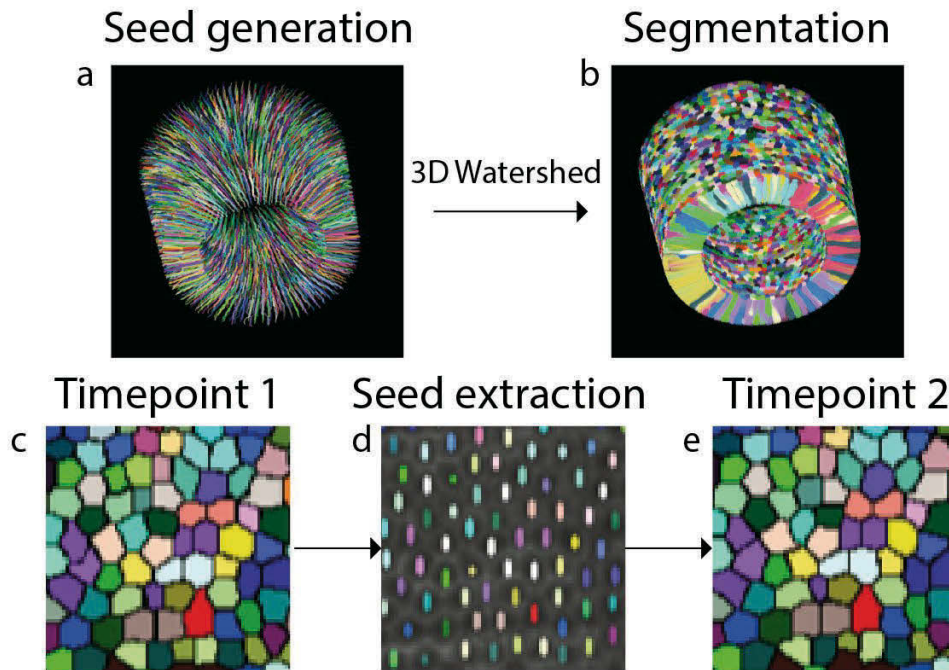 Seed generation
Segmentation
a
b
3D Watershed
Timepoint 1
Seed extraction
Timepoint 2
c
d
e